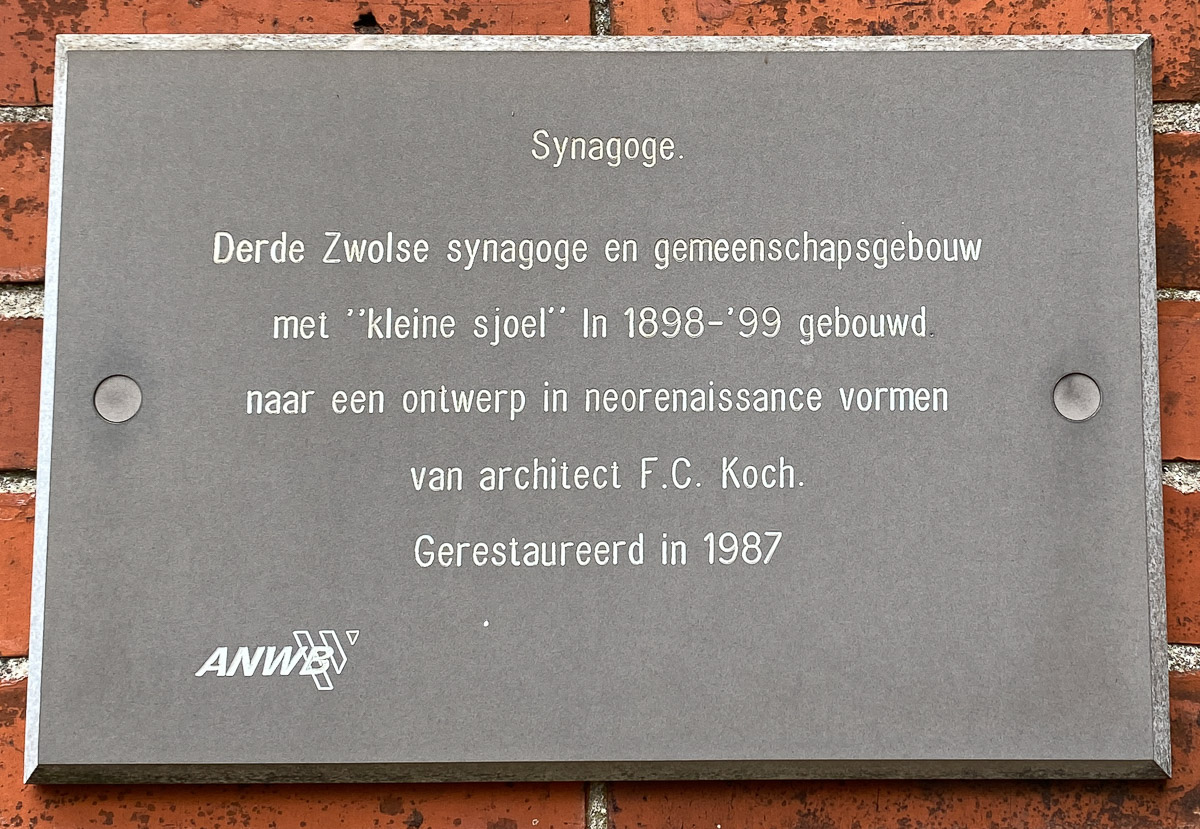 Synagoge.
Derde Zwolse synagoge en gemeenschapsgebouw
met "kleine sjoel" In 1898-'99 gebouwd
naar een ontwerp in neorenaissance vormen
van architect F.C. Koch.
Gerestaureerd in 1987
ANWB